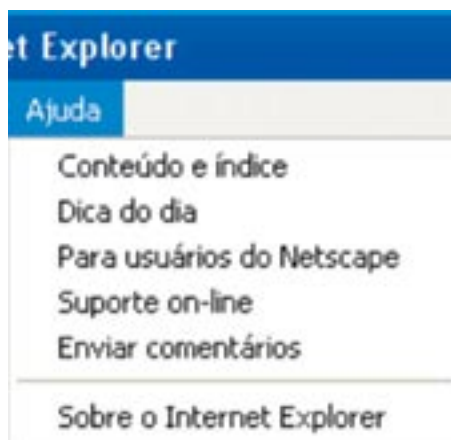 et Explorer
Ajuda
Conteúdo e índice
Dica do dia
Para usuários do Netscape
Suporte on-line
Enviar comentários
Sobre o Internet Explorer